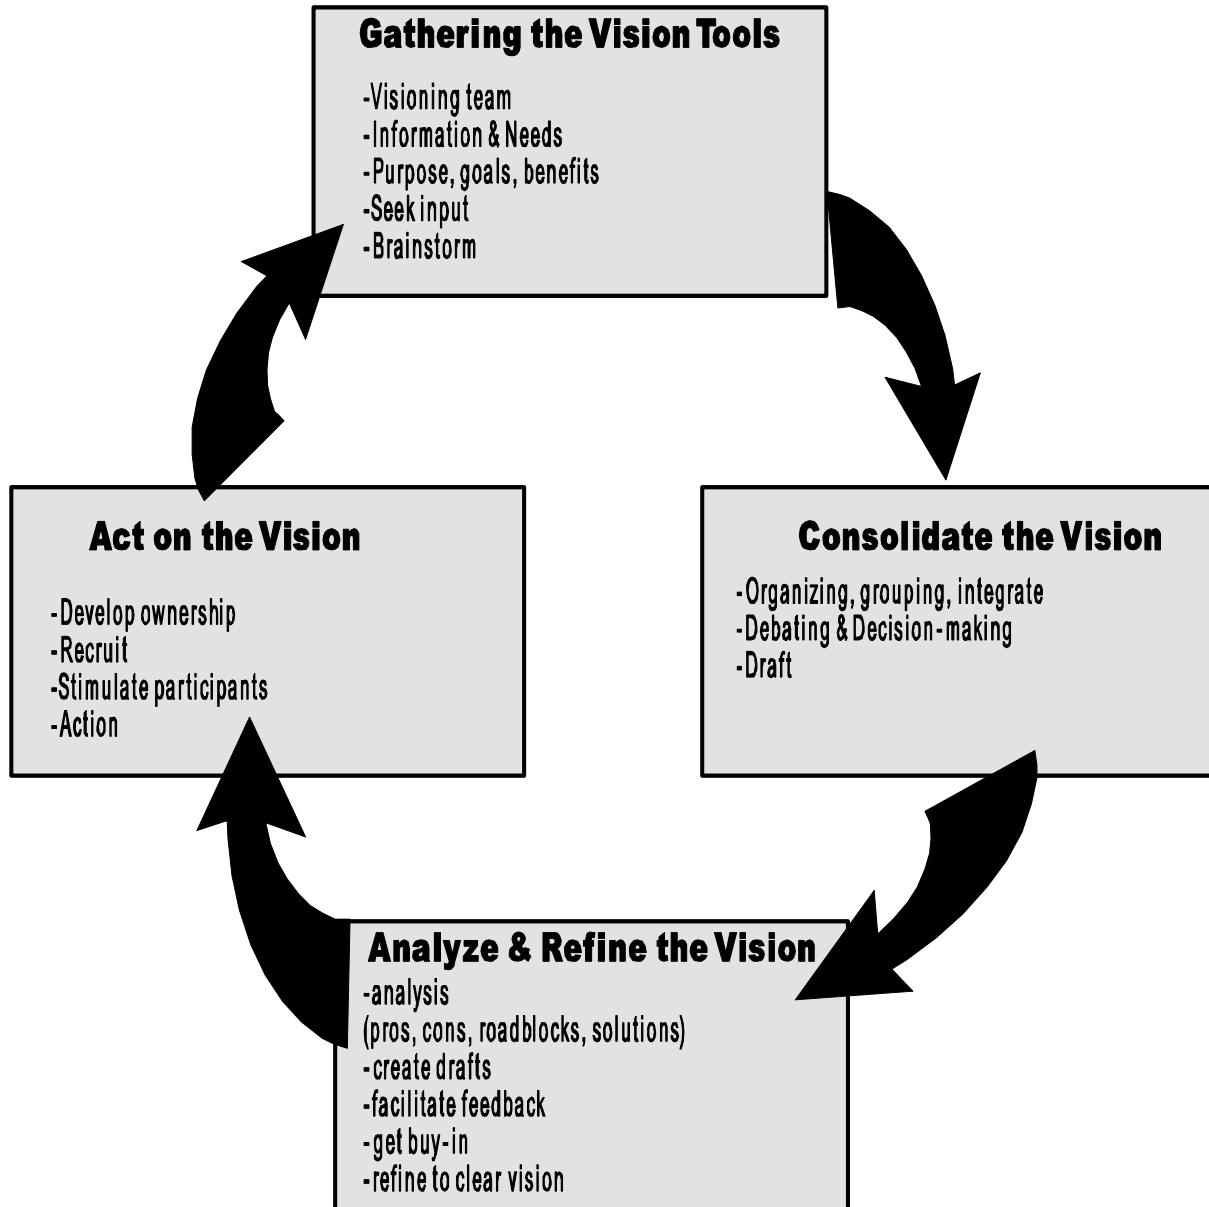 Gathering the Vision Tools
-Visioning team
-Information & Needs
-Purpose, goals, benefits
-Seek input
-Brainstorm
Act on the Vision
-Develop ownership
-Recruit
-Stimulate participants
-Action
Consolidate the Vision
-Organizing, grouping, integrate
-Debating & Decision-making
-Draft
Analyze & Refine the Vision
-analysis
(pros, cons, roadblocks, solutions)
-create drafts
-facilitate feedback
-get buy-in
-refine to clear vision